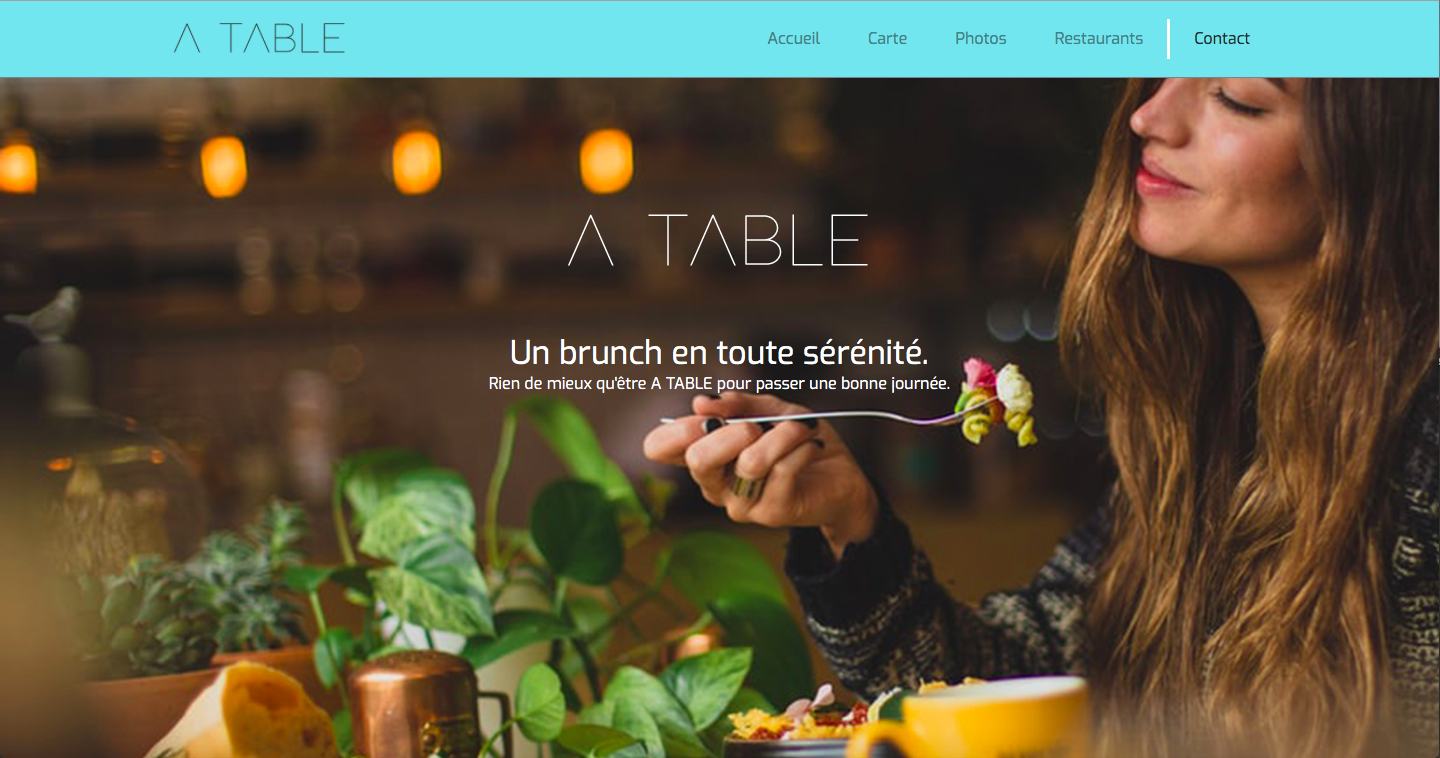 A TABLE
Accueil Carte Photos Restaurants Contact
A TABLE
Un brunch en toute sérénité.
Rien de mieux qu'être A TABLE pour passer une bonne journée.